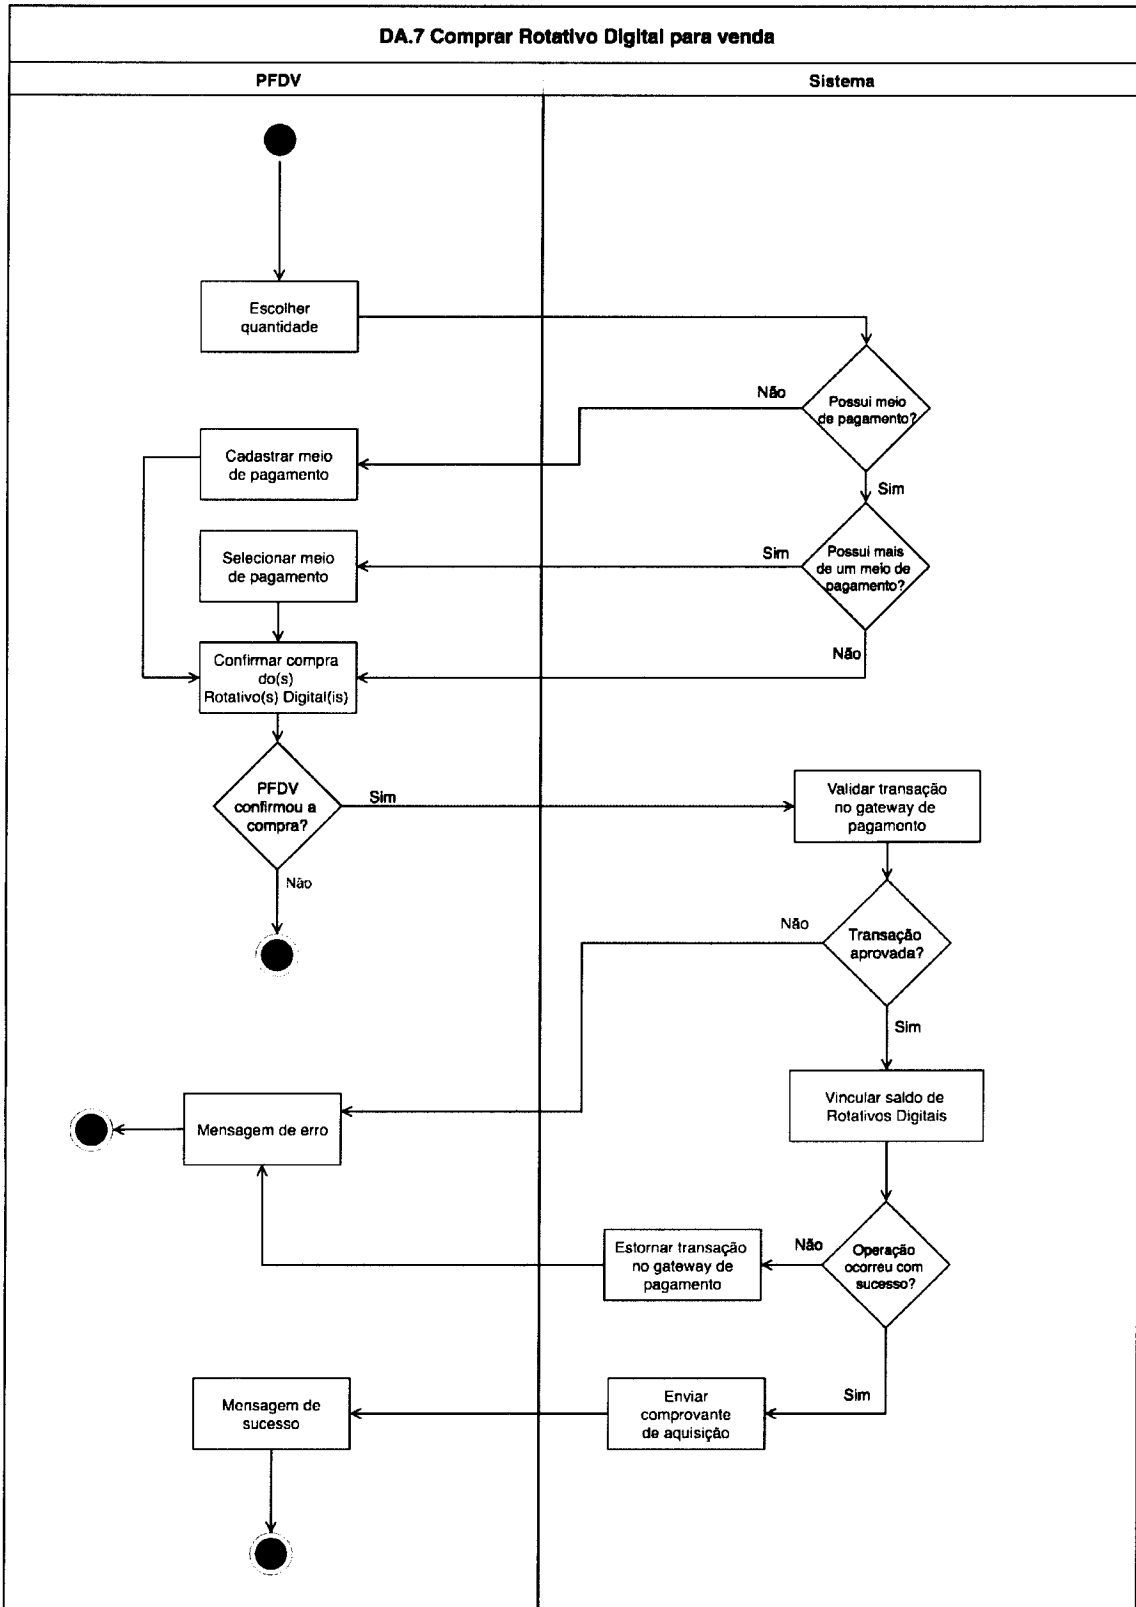 DA.7 Comprar Rotativo Digital para venda
PFDV
Sistema
Escolher
quantidade
Possui meio
de pagamento?
Não
Sim
Cadastrar meio
de pagamento
Possui mais
de um meio de
pagamento?
Sim
Não
Selecionar meio
de pagamento
Confirmar compra
do(s)
Rotativo(s) Digital(is)
PFDV
confirmou a
compra?
Sim
Não
Validar transação
no gateway de
pagamento
Transação
aprovada?
Não
Sim
Vincular saldo de
Rotativos Digitais
Mensagem de erro
Operação
ocorreu com
sucesso?
Não
Estornar transação
no gateway de
pagamento
Sim
Enviar
comprovante
de aquisição
Mensagem de
sucesso